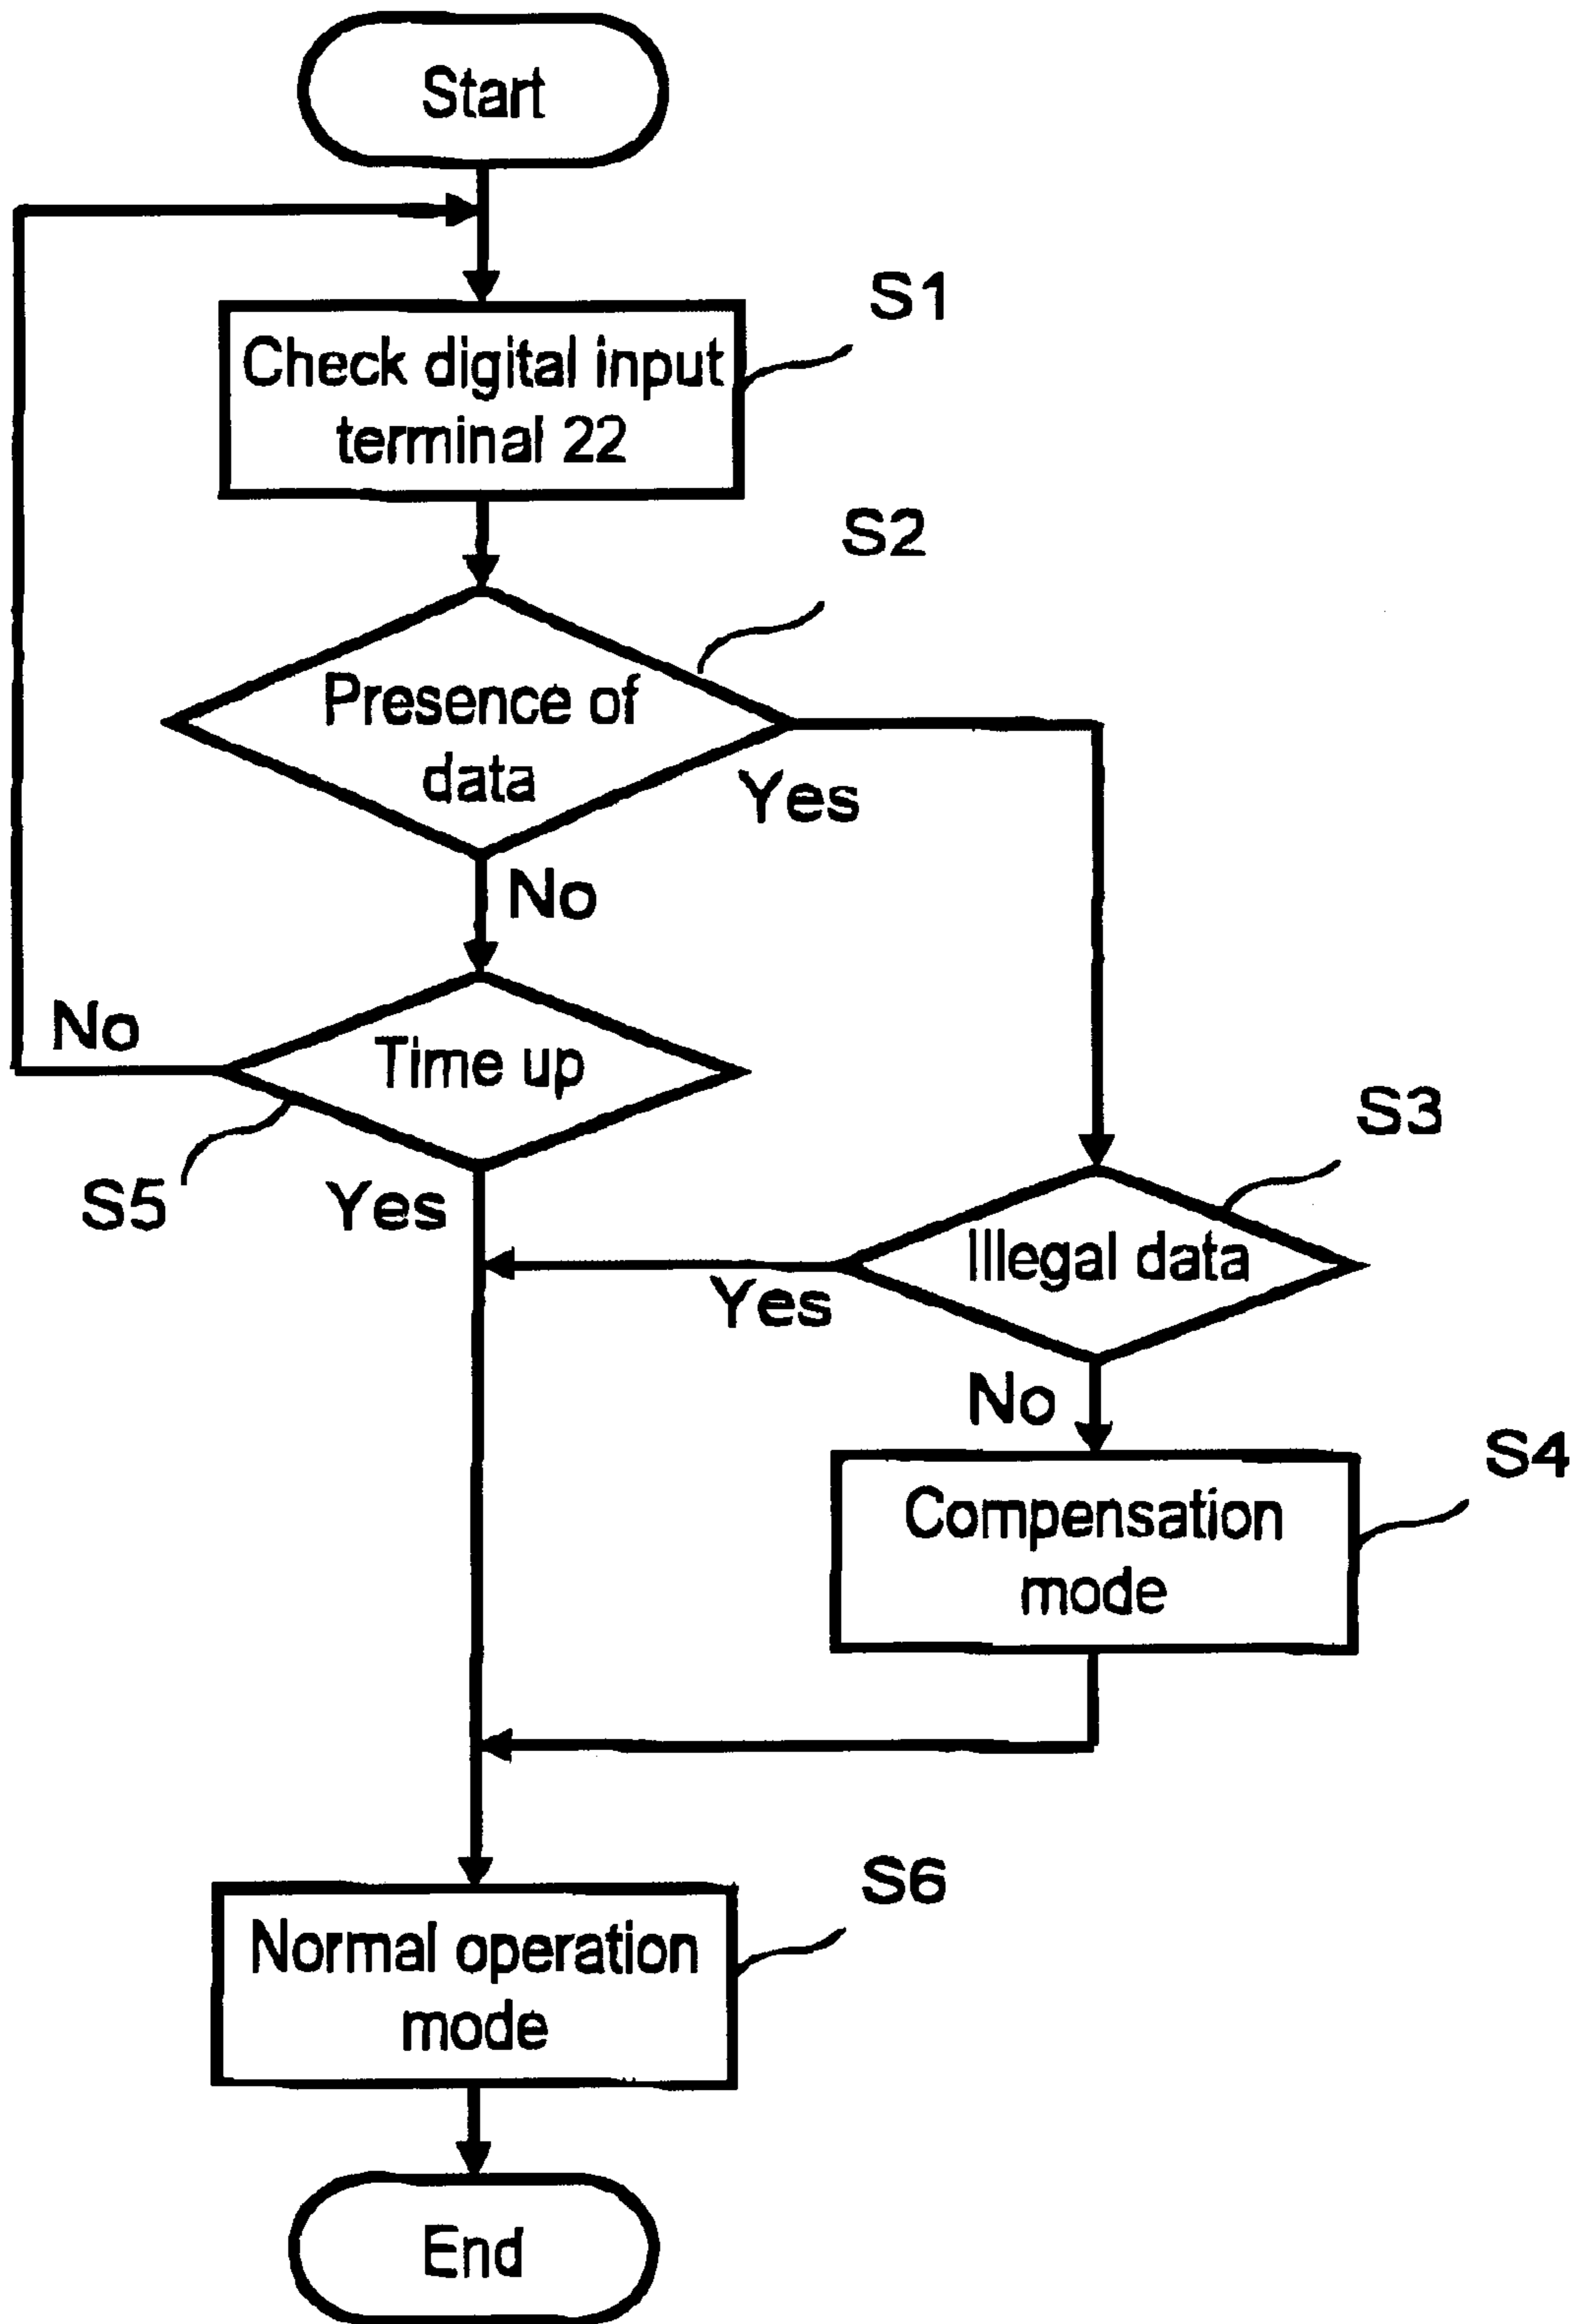 Start
S1
Check digital input
terminal 22
S2
Presence of
data
Yes
No
No
Time up
S5
Yes
S3
Illegal data
Yes
No
S4
Compensation
mode
S6
Normal operation
mode
End